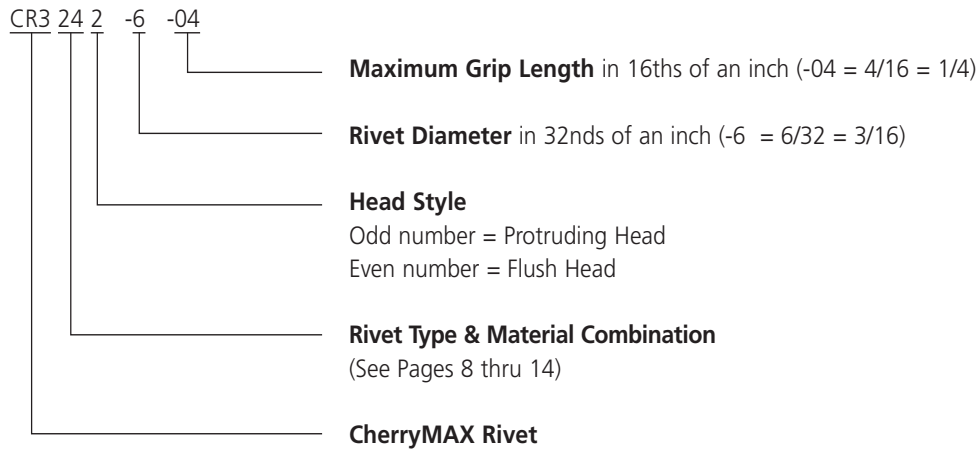 CR3 24 2 -6 -04
Maximum Grip Length in 16ths of an inch (-04 = 4/16 = 1/4)
Rivet Diameter in 32nds of an inch (-6 = 6/32 = 3/16)
Head Style
Odd number = Protruding Head
Even number = Flush Head
Rivet Type & Material Combination
(See Pages 8 thru 14)
CherryMAX Rivet